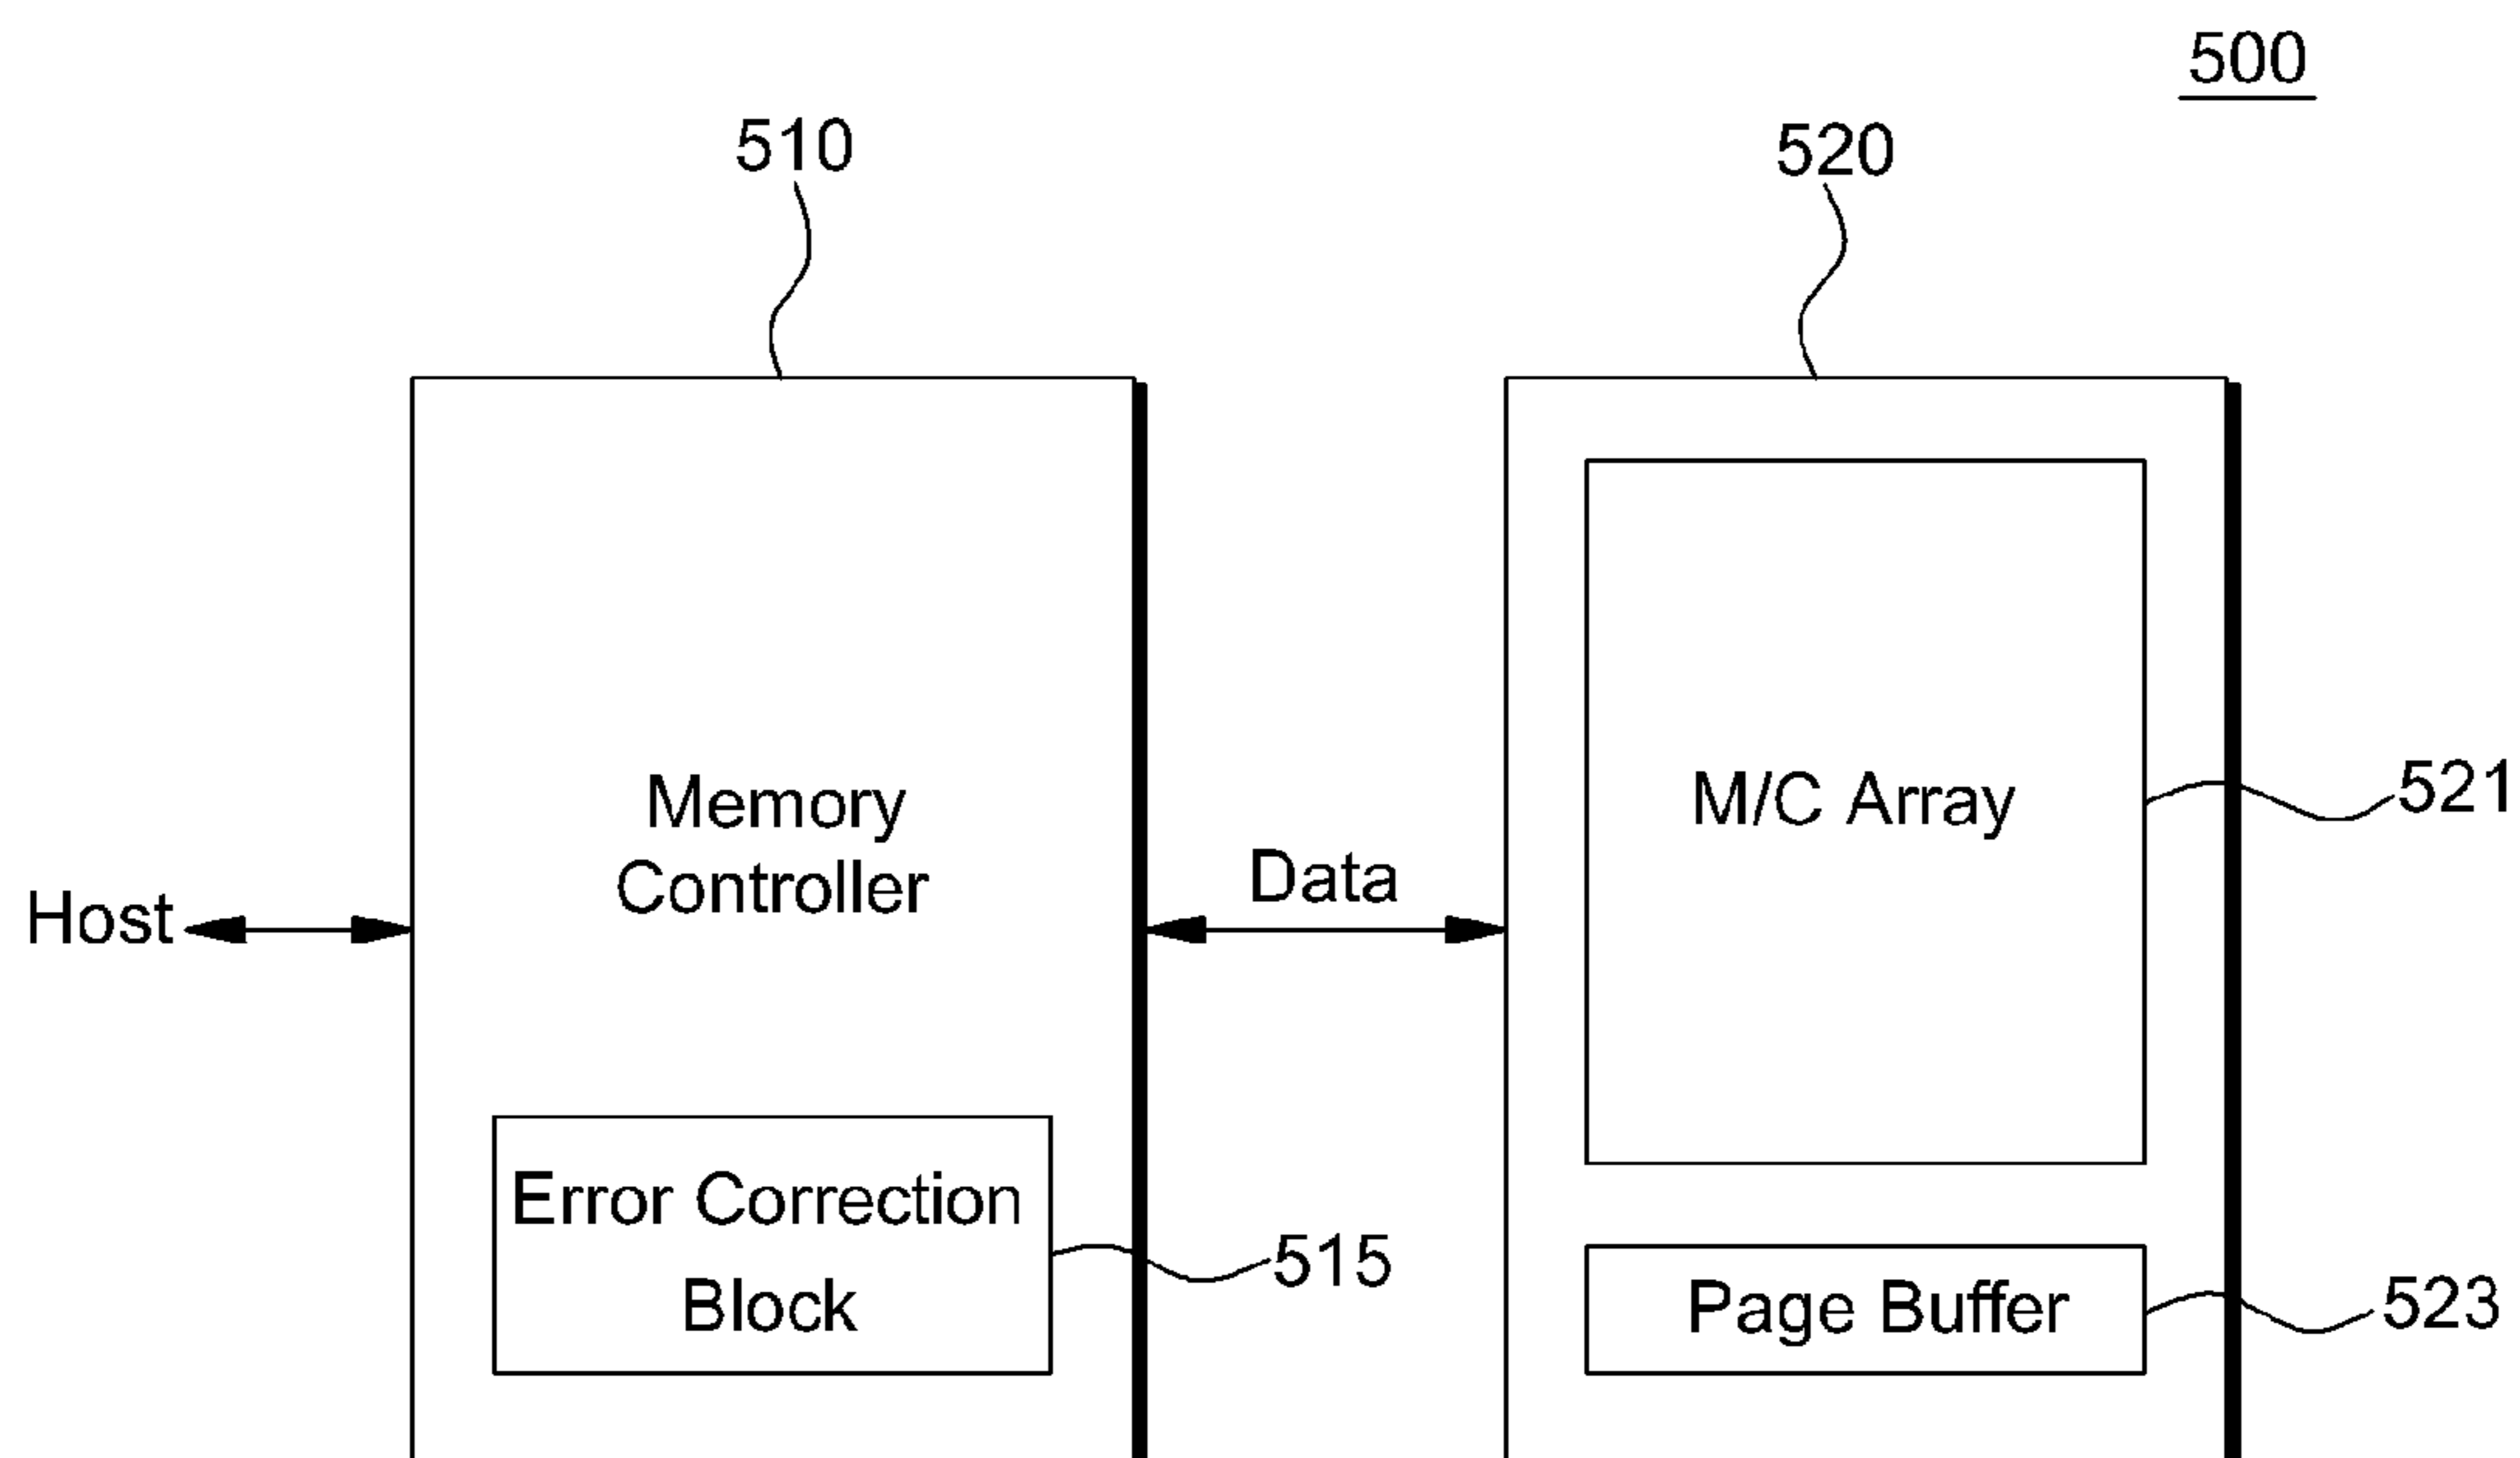 500
510
520
Memory
Controller
Host
Data
M/C Array
521
Error Correction
Block
515
Page Buffer
523